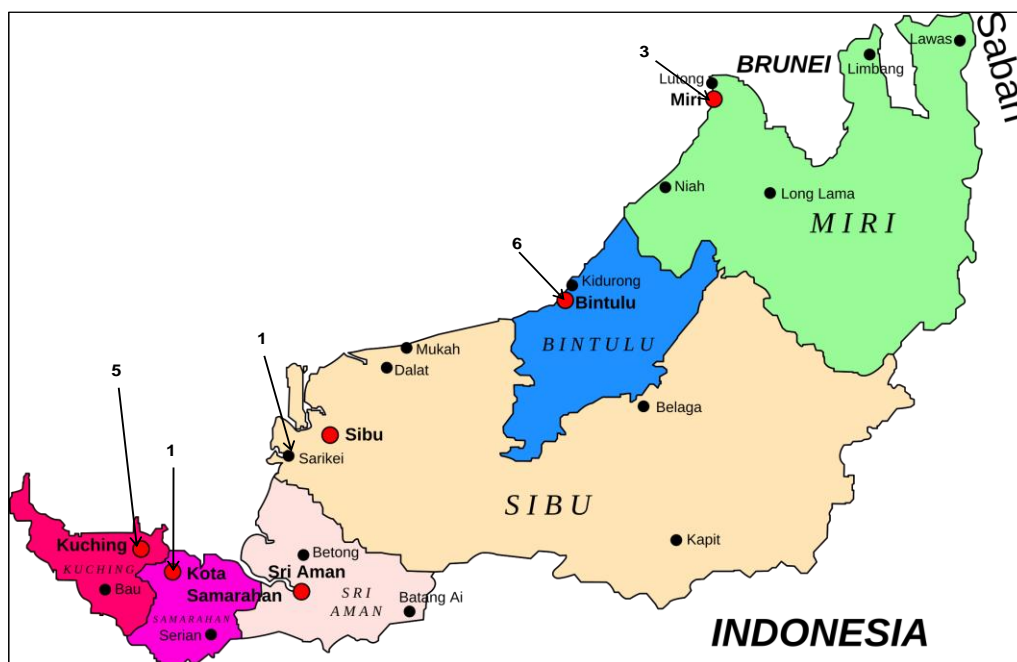 Sabah
Lawas
BRUNEI
Limbang
3
Lutong
Miri
Niah
Long Lama
MIRI
6
Kidurong
Bintulu
BINTULU
1
Mukah
Dalat
5
Belaga
Sibu
1
Sarikei
SIBU
Kapit
Kuching
KUCHING
Bau
Kota
Samarahan
SAMARAHAN
Serian
Betong
Sri Aman
SRI
AMAN
Batang Ai
INDONESIA